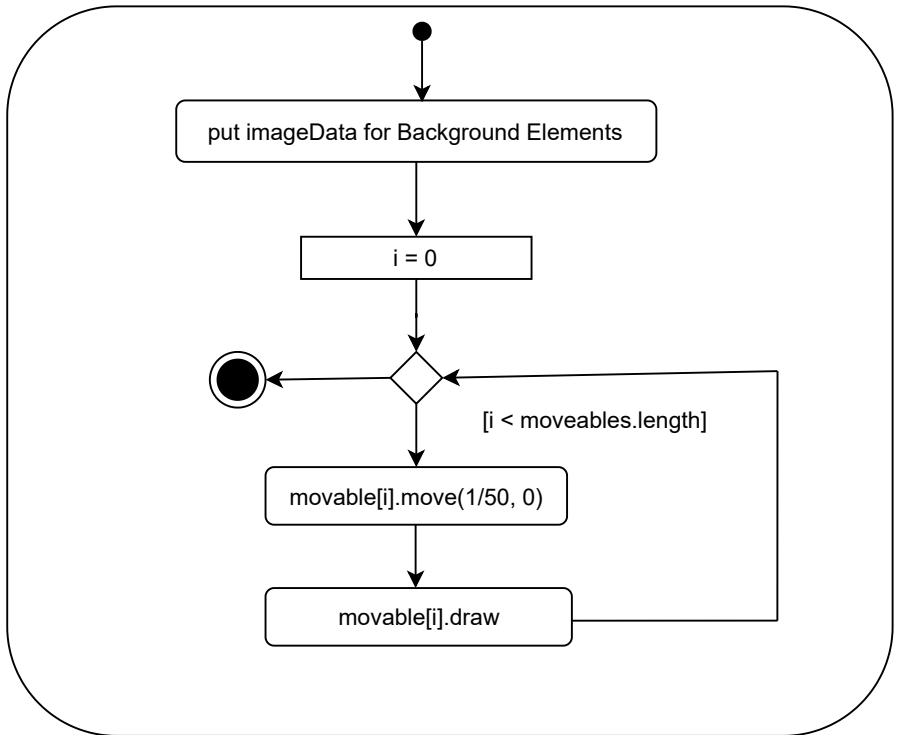 put imageData for Background Elements
i = 0
[i < moveables.length]
movable[i].move(1/50, 0)
movable[i].draw